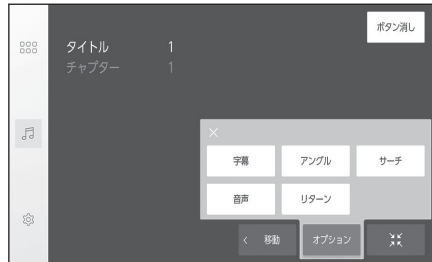 ボタン消し
タイトル 1
チャプター 1
字幕 アングル サーチ
音声 リターン
移動 オプション